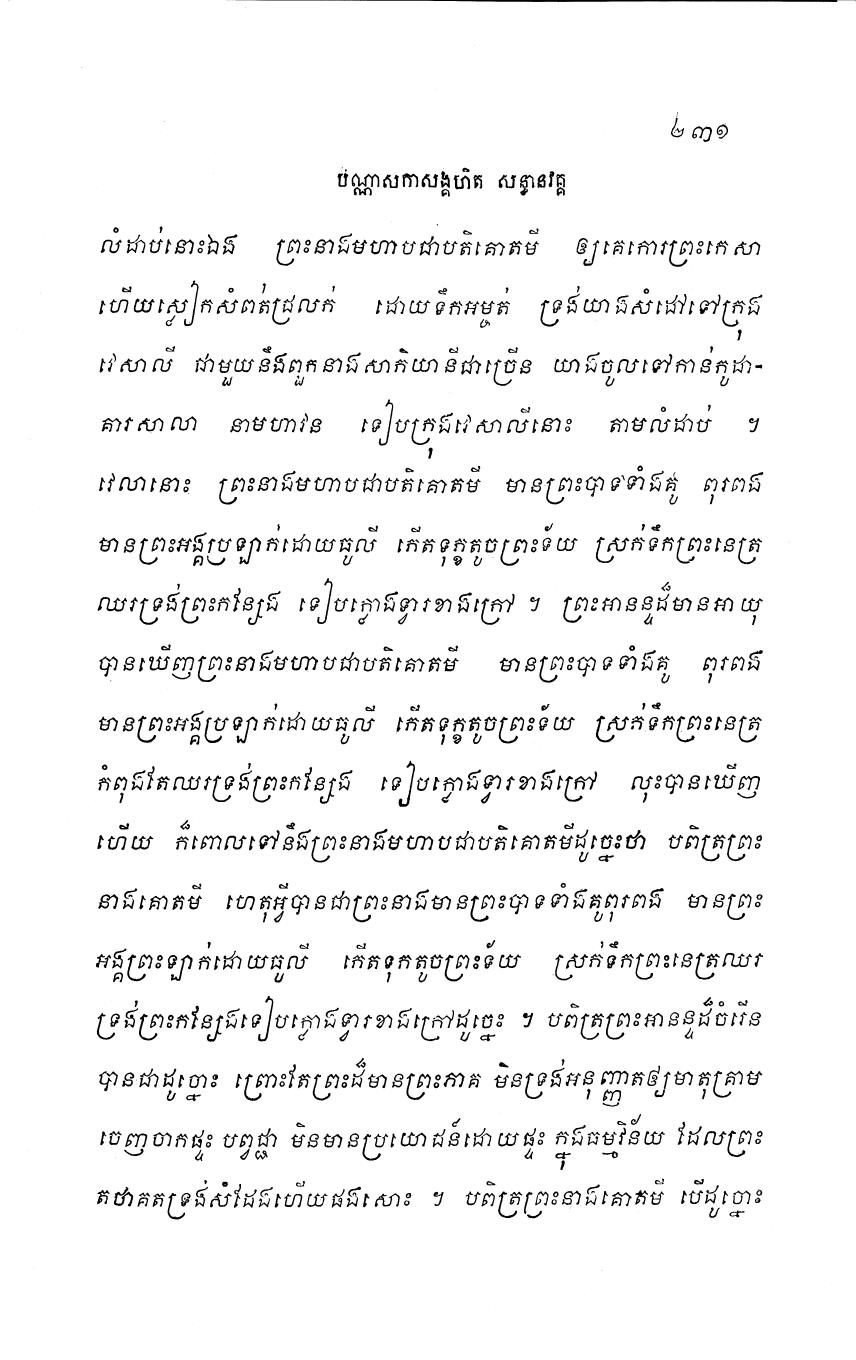 ២៣១
បណ្ណាសកាសង្គហិត សន្ធានវគ្គ
លំដាប់នោះឯង ព្រះនាងមហាបជាបតិគោតមី ឲ្យគេកោរព្រះកេសា
ហើយស្លៀកសំពត់ជ្រលក់ ដោយទឹកអម្ចត់ ទ្រង់យាងសំដៅទៅក្រុង
វេសាលី ជាមួយនឹងពួកនាងសាកិយានីជាច្រើន យាងចូលទៅកាន់កូដា-
គារសាលា នាមហាវន ទៀបក្រុងវេសាលីនោះ តាមលំដាប់ ។
វេលានោះ ព្រះនាងមហាបជាបតិគោតមី មានព្រះបាទទាំងគូ ពុរពង
មានព្រះអង្គប្រឡាក់ដោយធូលី កើតទុក្ខតូចព្រះទ័យ ស្រក់ទឹកព្រះនេត្រ
ឈរទ្រង់ព្រះកន្សែង ទៀបក្លោងទ្វារខាងក្រៅ ។ ព្រះអានន្ទដ៏មានអាយុ
បានឃើញព្រះនាងមហាបជាបតិគោតមី មានព្រះបាទទាំងគូ ពុរពង
មានព្រះអង្គប្រឡាក់ដោយធូលី កើតទុក្ខតូចព្រះទ័យ ស្រក់ទឹកព្រះនេត្រ
កំពុងតែឈរទ្រង់ព្រះកន្សែង ទៀបក្លោងទ្វារខាងក្រៅ លុះបានឃើញ
ហើយ ក៏ពោលទៅនឹងព្រះនាងមហាបជាបតិគោតមីដូច្នេះថា បពិត្រព្រះ
នាងគោតមី ហេតុអ្វីបានជាព្រះនាងមានព្រះបាទទាំងគូពុរពង មានព្រះ
អង្គព្រះឡាក់ដោយធូលី កើតទុកតូចព្រះទ័យ ស្រក់ទឹកព្រះនេត្រឈរ
ទ្រង់ព្រះកន្សែងទៀបក្លោងទ្វារខាងក្រៅដូច្នេះ ។ បពិត្រព្រះអានន្ទដ៏ចំរើន
បានជាដូច្នោះ ព្រោះតែព្រះដ៏មានព្រះភាគ មិនទ្រង់អនុញ្ញាតឲ្យមាតុគ្រាម
ចេញចាកផ្ទះ បព្វជ្ជា មិនមានប្រយោជន៍ដោយផ្ទះ ក្នុងធម្មវិន័យ ដែលព្រះ
តថាគតទ្រង់សំដែងហើយផងសោះ ។ បពិត្រព្រះនាងគោតមី បើដូច្នោះ